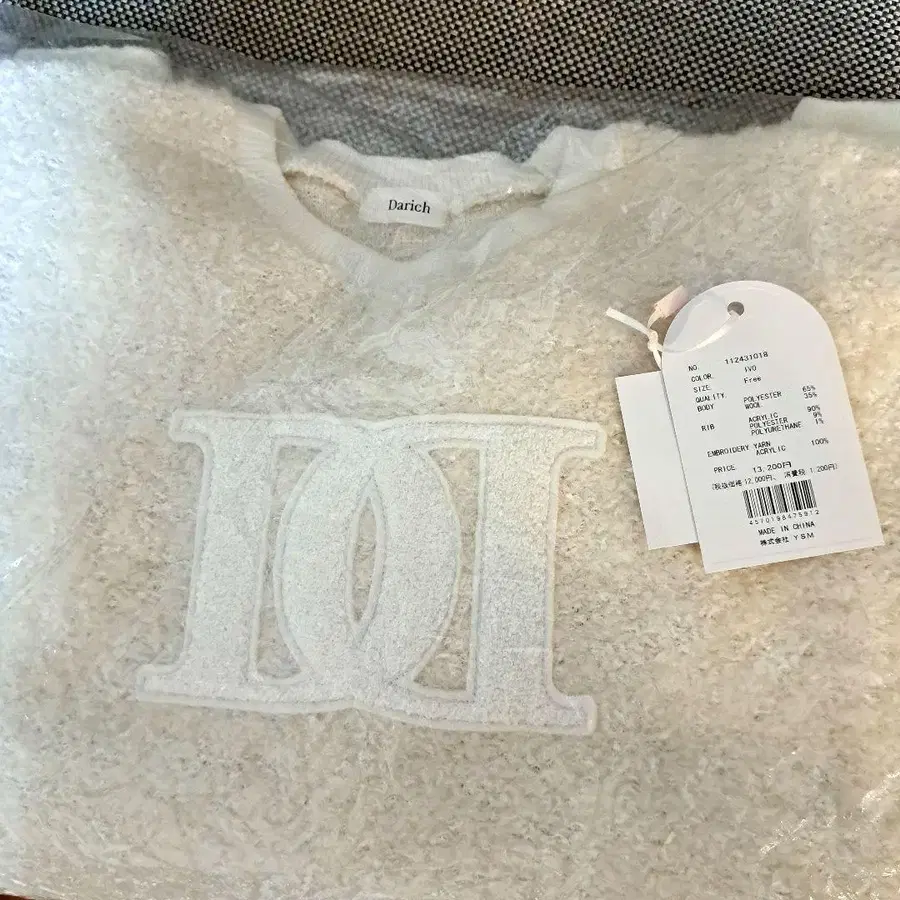 Darich
NO. 112431018
COLOR. IVO
SIZE. Free
QUALITY.
BODY POLYESTER 65%
WOOL 35%
RIB ACRYLIC 90%
POLYESTER 9%
POLYURETHANE 1%
EMBROIDERY YARN
ACRYLIC 100%
PRICE. 13,200円
(税抜価格 12,000円、 消費税 1,200円)
4570198475912
MADE IN CHINA
株式会社 YSM